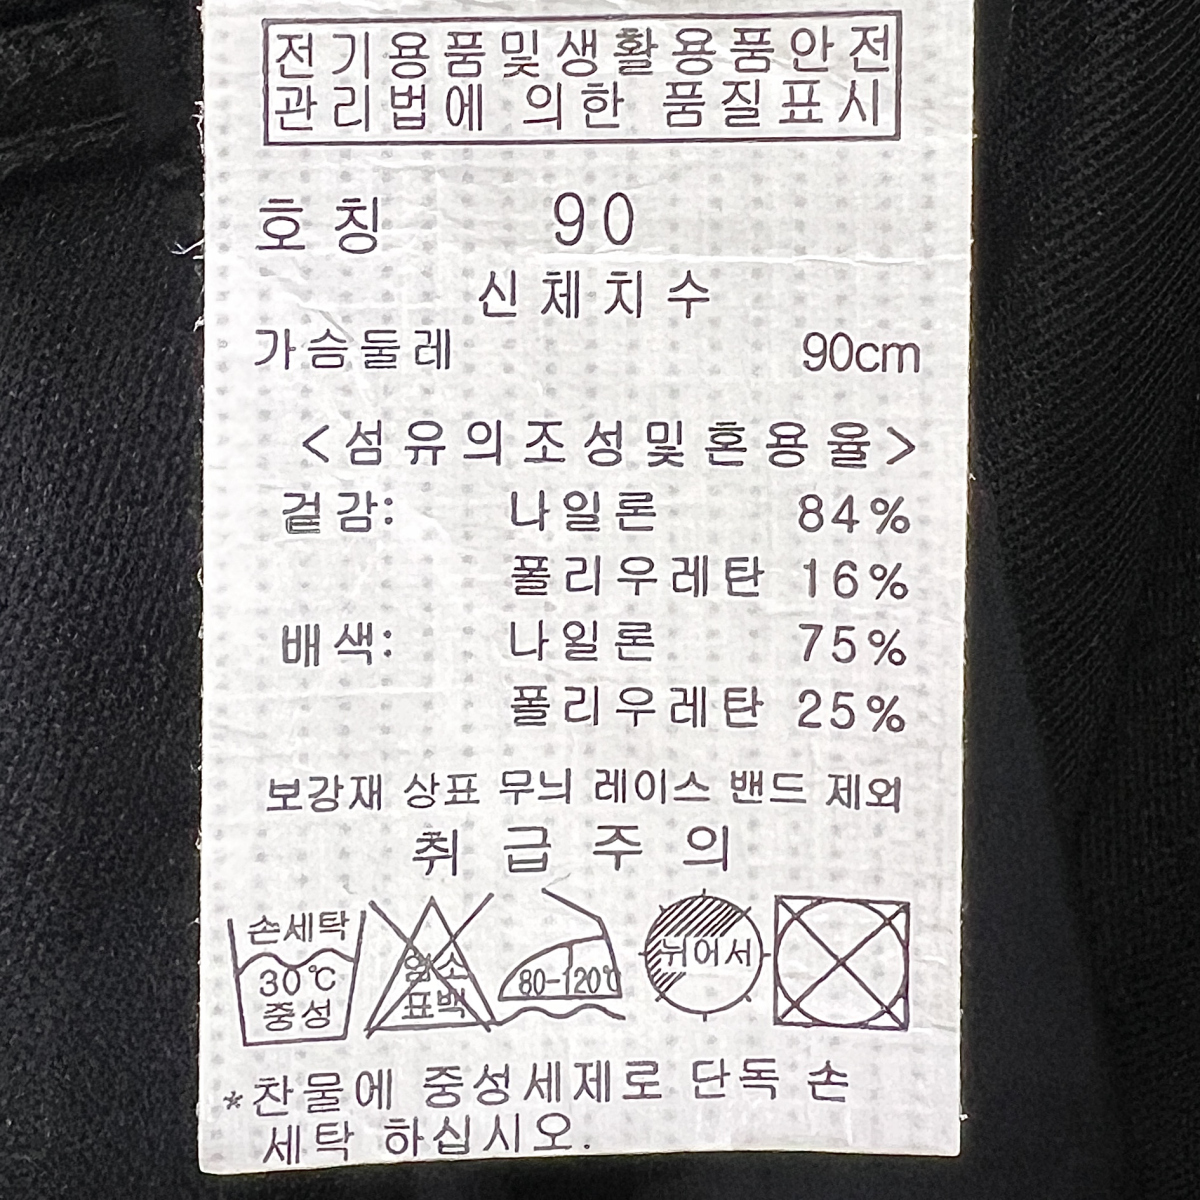 전기용품및생활용품안전
관리법에 의한 품질표시
호칭 90
신체치수
가슴둘레 90cm
<섬유의조성및혼용율>
겉감: 나일론 84%
폴리우레탄 16%
배색: 나일론 75%
폴리우레탄 25%
보강재 상표 무늬 레이스 밴드 제외
취급주의
손세탁
30℃
중성
염소
표백
80-120℃
뉘어서
*찬물에 중성세제로 단독 손
세탁 하십시오.